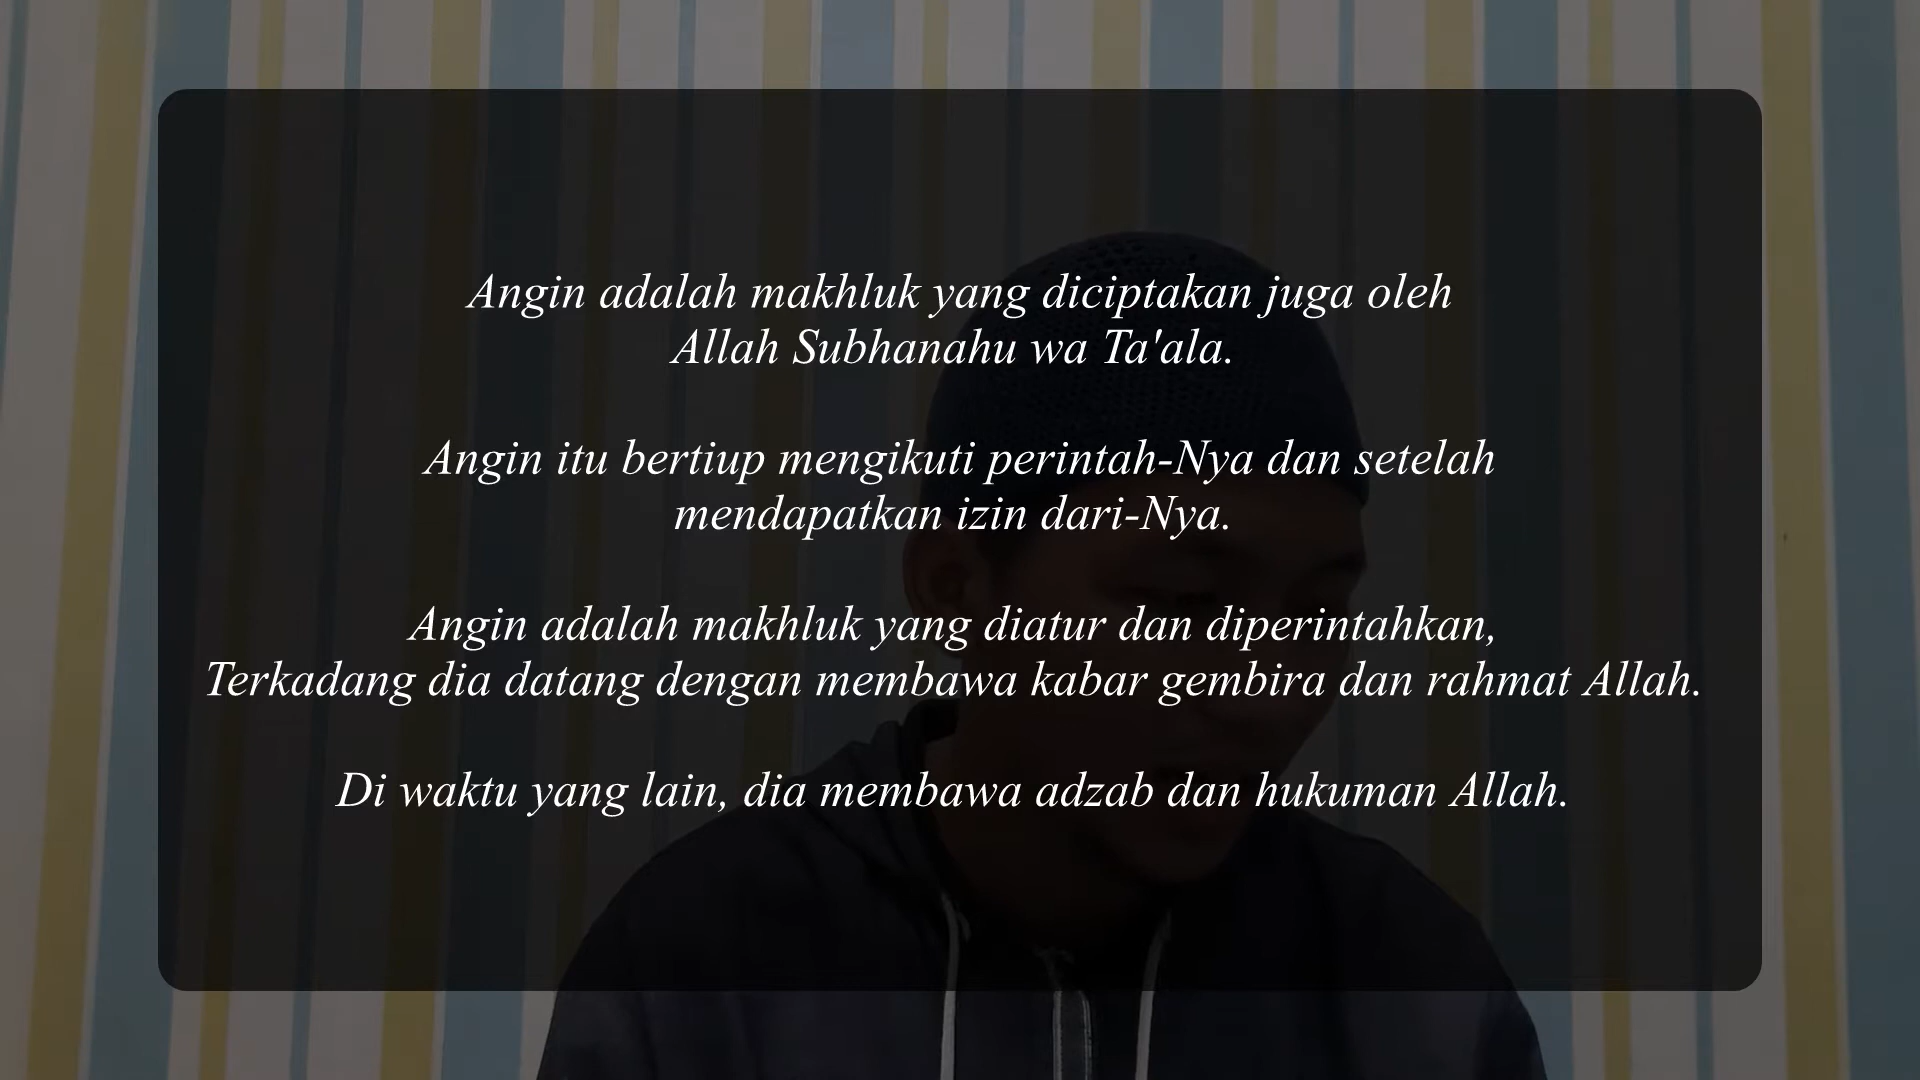 Angin adalah makhluk yang diciptakan juga oleh
Allah Subhanahu wa Ta'ala.
Angin itu bertiup mengikuti perintah-Nya dan setelah
mendapatkan izin dari-Nya.
Angin adalah makhluk yang diatur dan diperintahkan,
Terkadang dia datang dengan membawa kabar gembira dan rahmat Allah.
Di waktu yang lain, dia membawa adzab dan hukuman Allah.